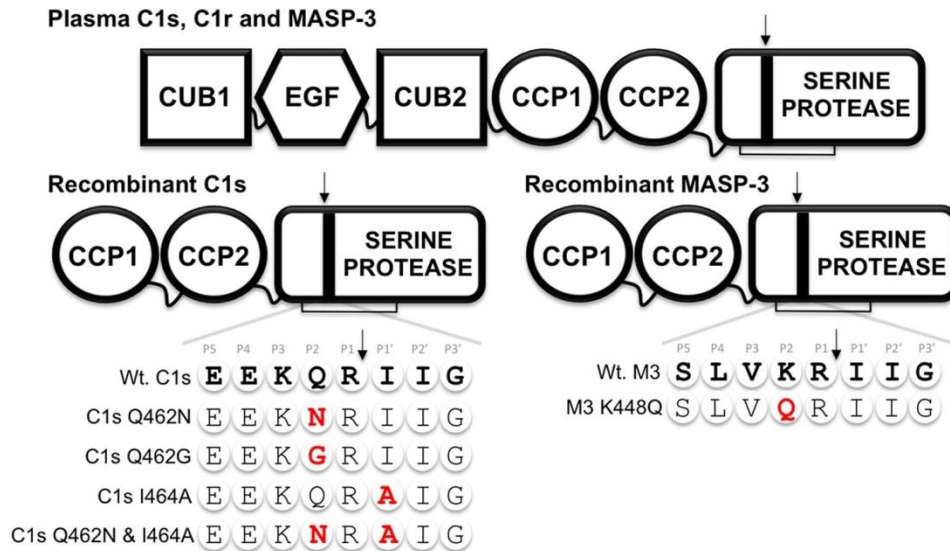 Plasma C1s, C1r and MASP-3
CUB1 EGF CUB2 CCP1 CCP2 SERINE
PROTEASE
Recombinant C1s
CCP1 CCP2 SERINE
PROTEASE
P5 P4 P3 P2 P1 P1’ P2’ P3’
Wt. C1s E E K Q R I I G
C1s Q462N E E K N R I I G
C1s Q462G E E K G R I I G
C1s I464A E E K Q R A I G
C1s Q462N & I464A E E K N R A I G
Recombinant MASP-3
CCP1 CCP2 SERINE
PROTEASE
P5 P4 P3 P2 P1 P1’ P2’ P3’
Wt. M3 S L V K R I I G
M3 K448Q S L V Q R I I G